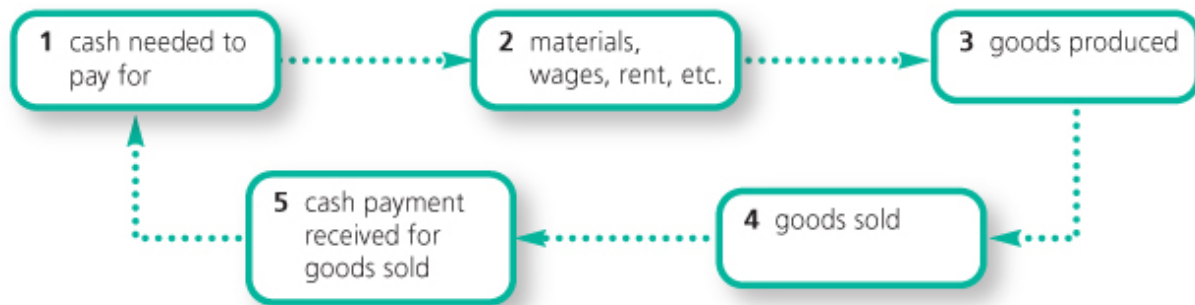 1 cash needed to
pay for
2 materials,
wages, rent, etc.
3 goods produced
4 goods sold
5 cash payment
received for
goods sold